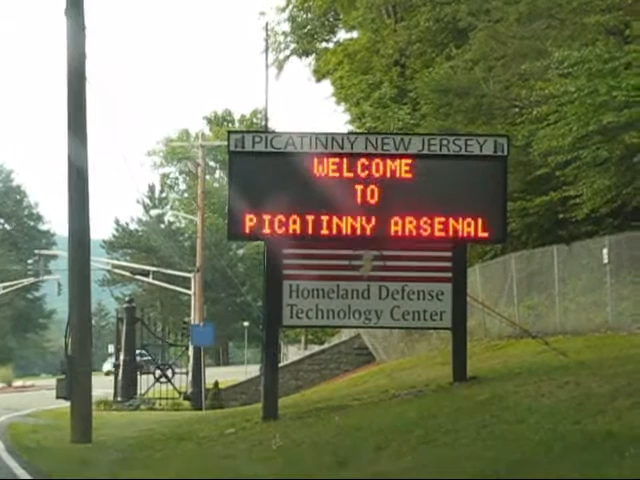 PICATINNY NEW JERSEY
WELCOME
TO
PICATINNY ARSENAL
Homeland Defense
Technology Center